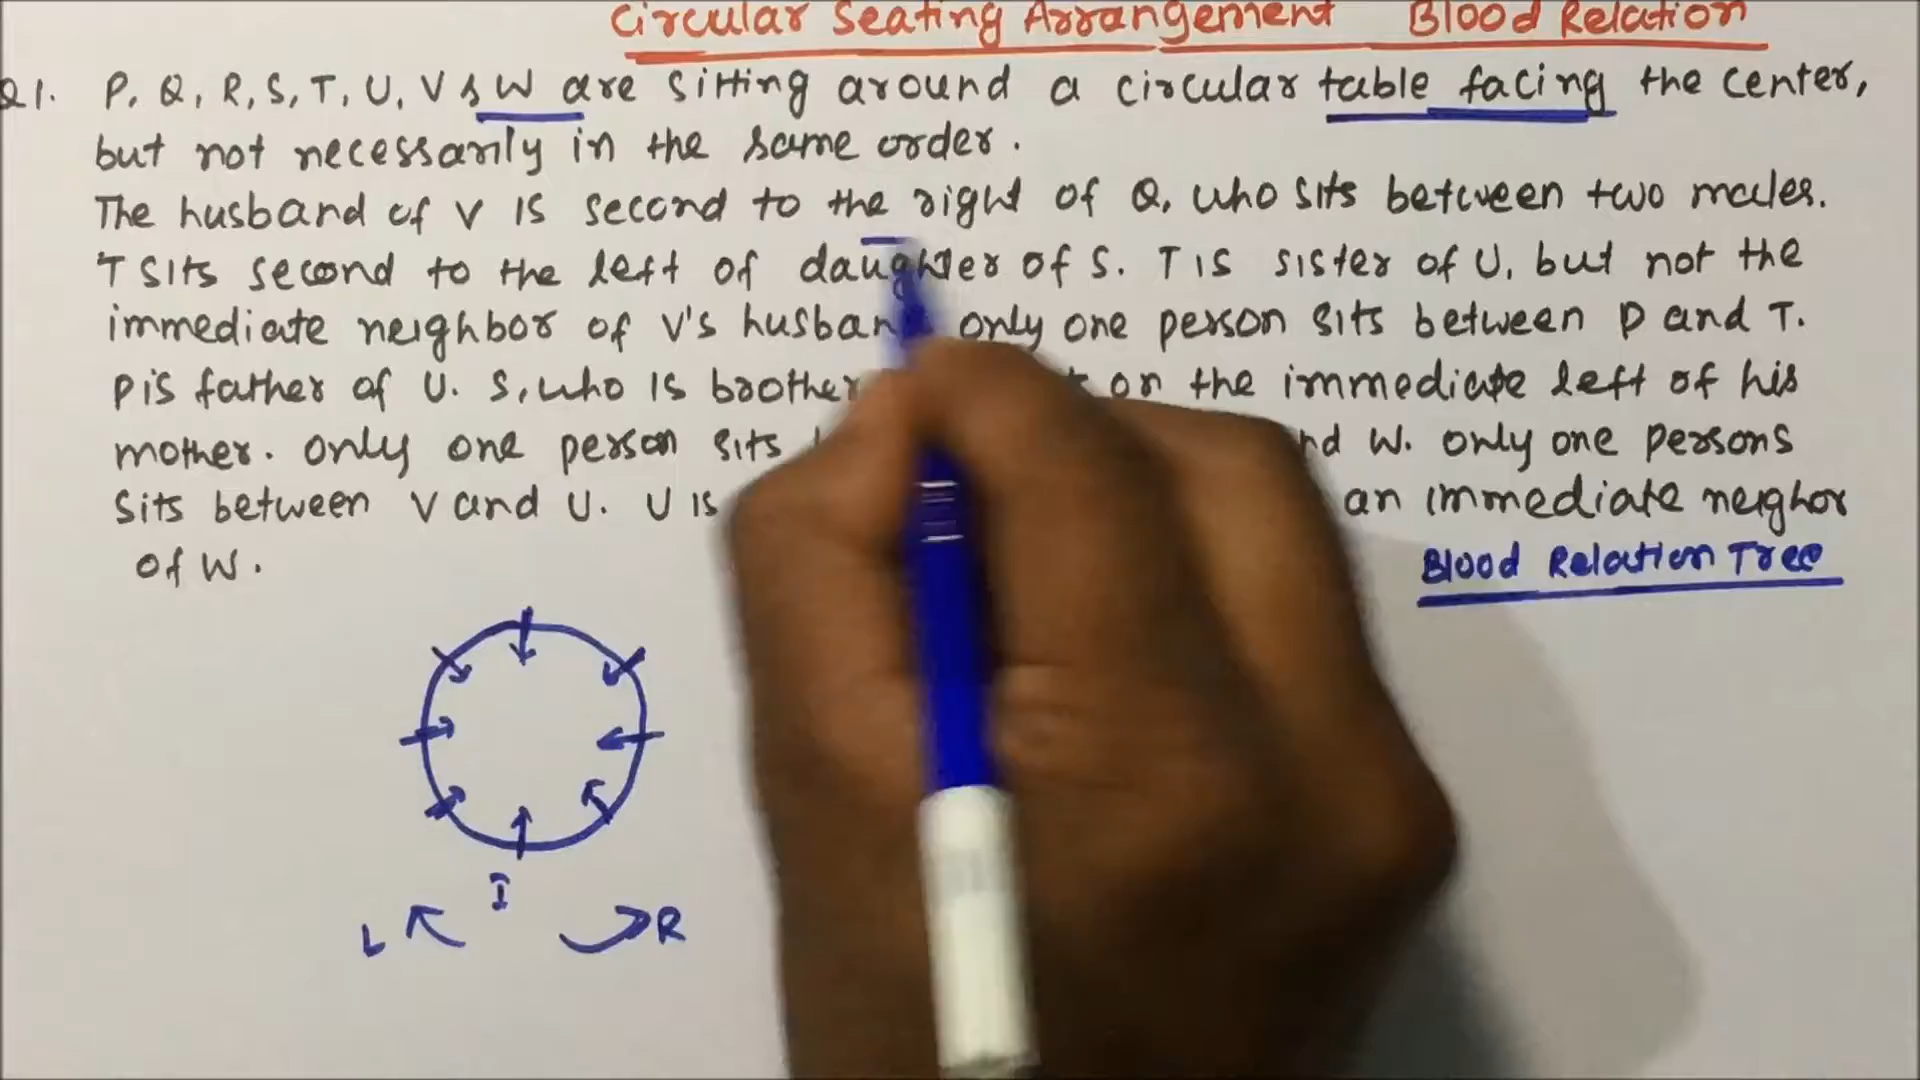 Circular Seating Arrangement Blood Relation
Q1. P, Q, R, S, T, U, V & W are sitting around a circular table facing the center,
but not necessarily in the same order.
The husband of V is second to the right of Q, who sits between two males.
T sits second to the left of daughter of S. T is sister of U, but not the
immediate neighbor of V's husband only one person sits between P and T.
P is father of U. S, who is brother on the immediate left of his
mother. only one person sits and W. only one persons
sits between V and U. U is an immediate neighor
of W.
Blood Relation Tree
I
L R